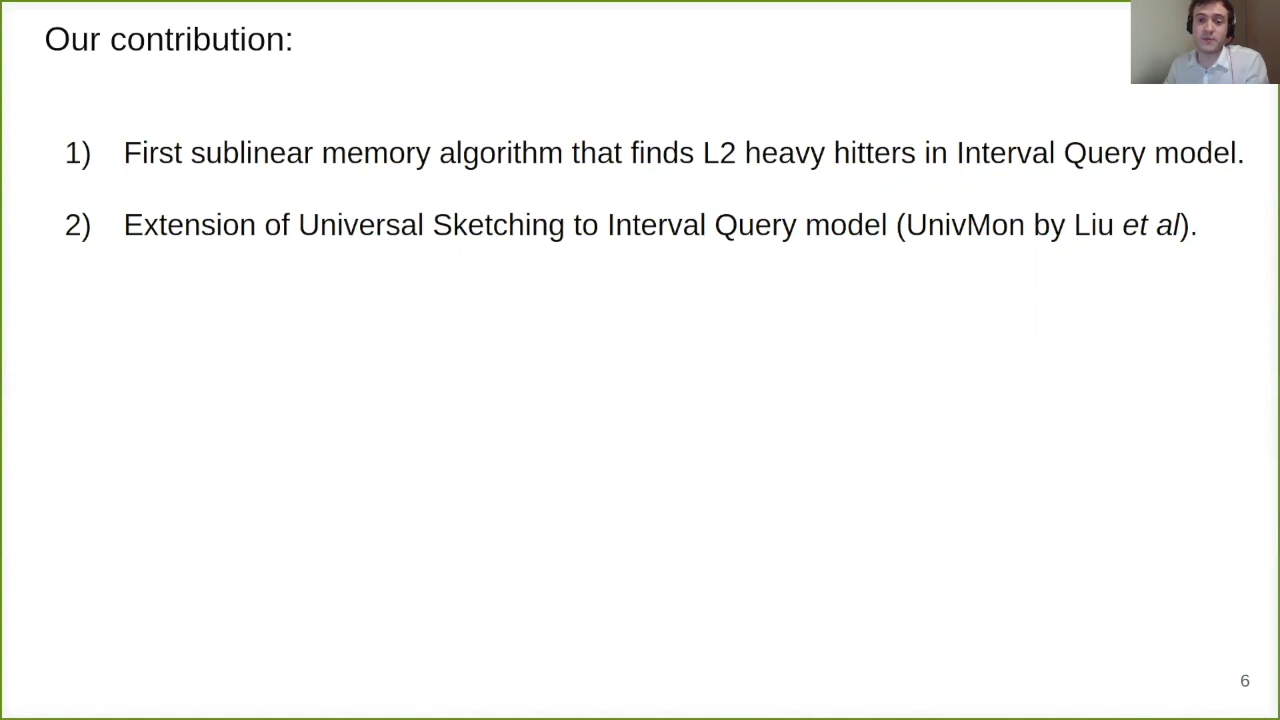 Our contribution:
1) First sublinear memory algorithm that finds L2 heavy hitters in Interval Query model.
2) Extension of Universal Sketching to Interval Query model (UnivMon by Liu et al).
6